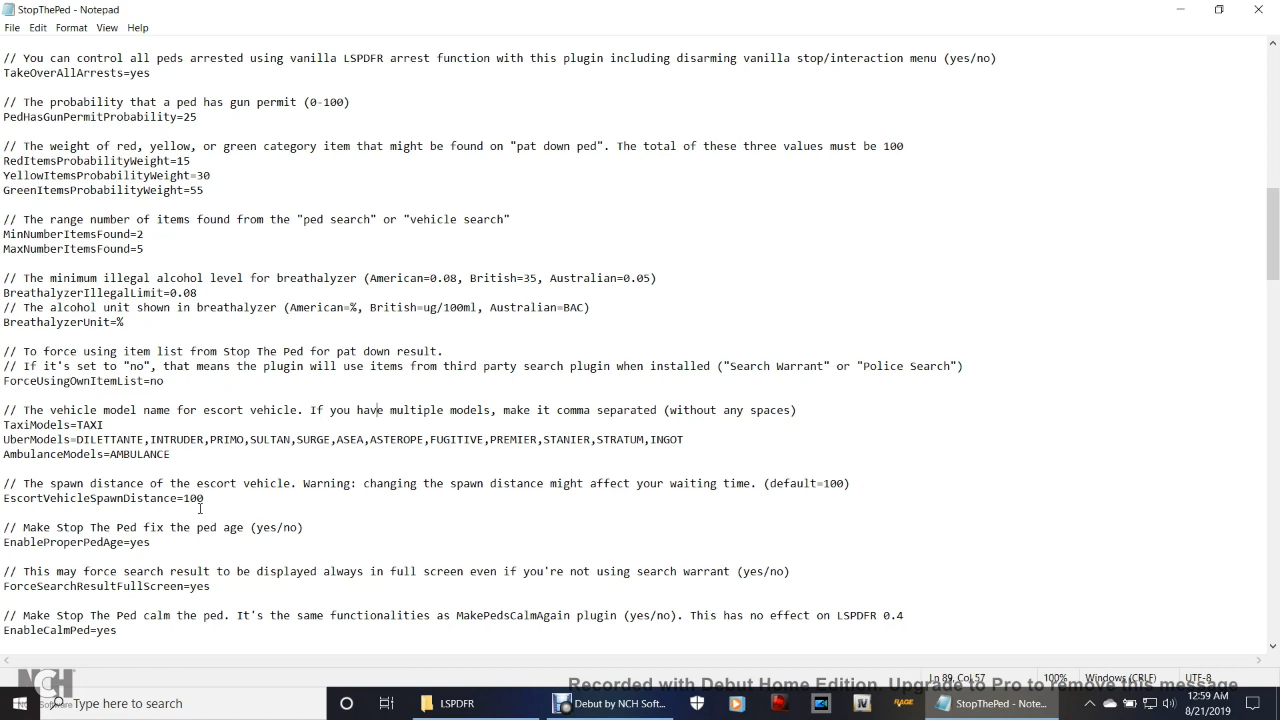 StopThePed - Notepad
File Edit Format View Help
// You can control all peds arrested using vanilla LSPDFR arrest function with this plugin including disarming vanilla stop/interaction menu (yes/no)
TakeOverAllArrests=yes
// The probability that a ped has gun permit (0-100)
PedHasGunPermitProbability=25
// The weight of red, yellow, or green category item that might be found on "pat down ped". The total of these three values must be 100
RedItemsProbabilityWeight=15
YellowItemsProbabilityWeight=30
GreenItemsProbabilityWeight=55
// The range number of items found from the "ped search" or "vehicle search"
MinNumberItemsFound=2
MaxNumberItemsFound=5
// The minimum illegal alcohol level for breathalyzer (American=0.08, British=35, Australian=0.05)
BreathalyzerIllegalLimit=0.08
// The alcohol unit shown in breathalyzer (American=%, British=ug/100ml, Australian=BAC)
BreathalyzerUnit=%
// To force using item list from Stop The Ped for pat down result.
// If it's set to "no", that means the plugin will use items from third party search plugin when installed ("Search Warrant" or "Police Search")
ForceUsingOwnItemList=no
// The vehicle model name for escort vehicle. If you have multiple models, make it comma separated (without any spaces)
TaxiModels=TAXI
UberModels=DILETTANTE,INTRUDER,PRIMO,SULTAN,SURGE,ASEA,ASTEROPE,FUGITIVE,PREMIER,STANIER,STRATUM,INGOT
AmbulanceModels=AMBULANCE
// The spawn distance of the escort vehicle. Warning: changing the spawn distance might affect your waiting time. (default=100)
EscortVehicleSpawnDistance=100
// Make Stop The Ped fix the ped age (yes/no)
EnableProperPedAge=yes
// This may force search result to be displayed always in full screen even if you're not using search warrant (yes/no)
ForceSearchResultFullScreen=yes
// Make Stop The Ped calm the ped. It's the same functionalities as MakePedsCalmAgain plugin (yes/no). This has no effect on LSPDFR 0.4
EnableCalmPed=yes
Ln 89, Col 57 100% Windows (CRLF) UTF-8
NCH Software
Recorded with Debut Home Edition. Upgrade to Pro to remove this message
Type here to search
LSPDFR
Debut by NCH Soft...
IV
RAGE
StopThePed - Note...
12:59 AM
8/21/2019